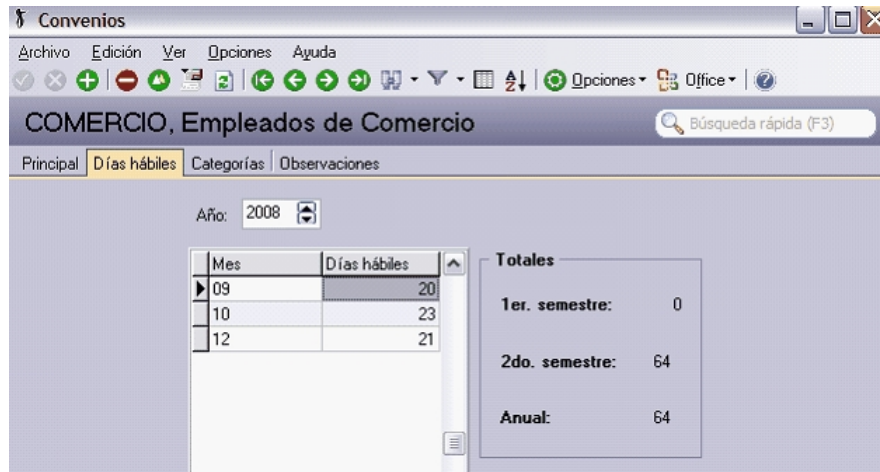 Convenios
Archivo Edición Ver Opciones Ayuda
Opciones Office
COMERCIO, Empleados de Comercio
Búsqueda rápida (F3)
Principal Días hábiles Categorías Observaciones
Año: 2008
Mes Días hábiles
09 20
10 23
12 21
Totales
1er. semestre: 0
2do. semestre: 64
Anual: 64